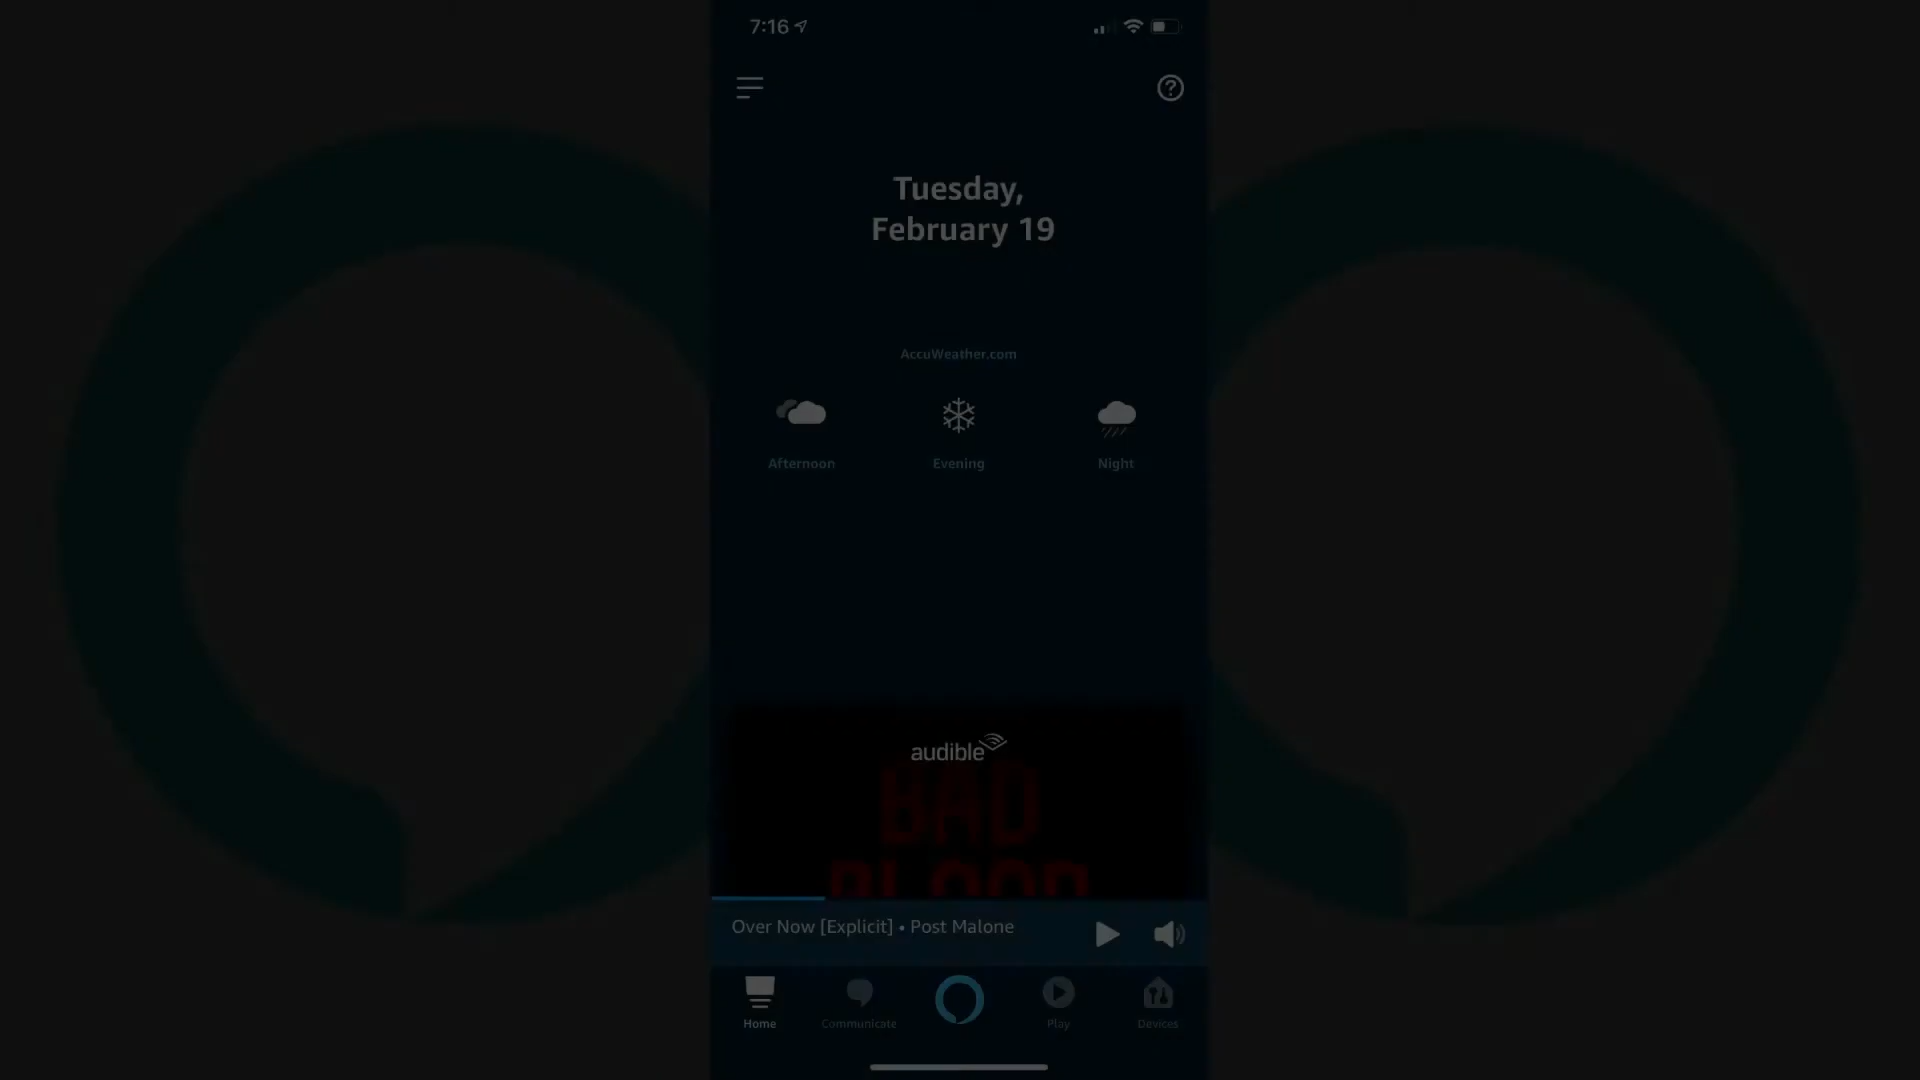 7:16
Tuesday,
February 19
AccuWeather.com
Afternoon
Evening
Night
audible
BAD
BLOOD
Over Now [Explicit] • Post Malone
Home
Communicate
Play
Devices